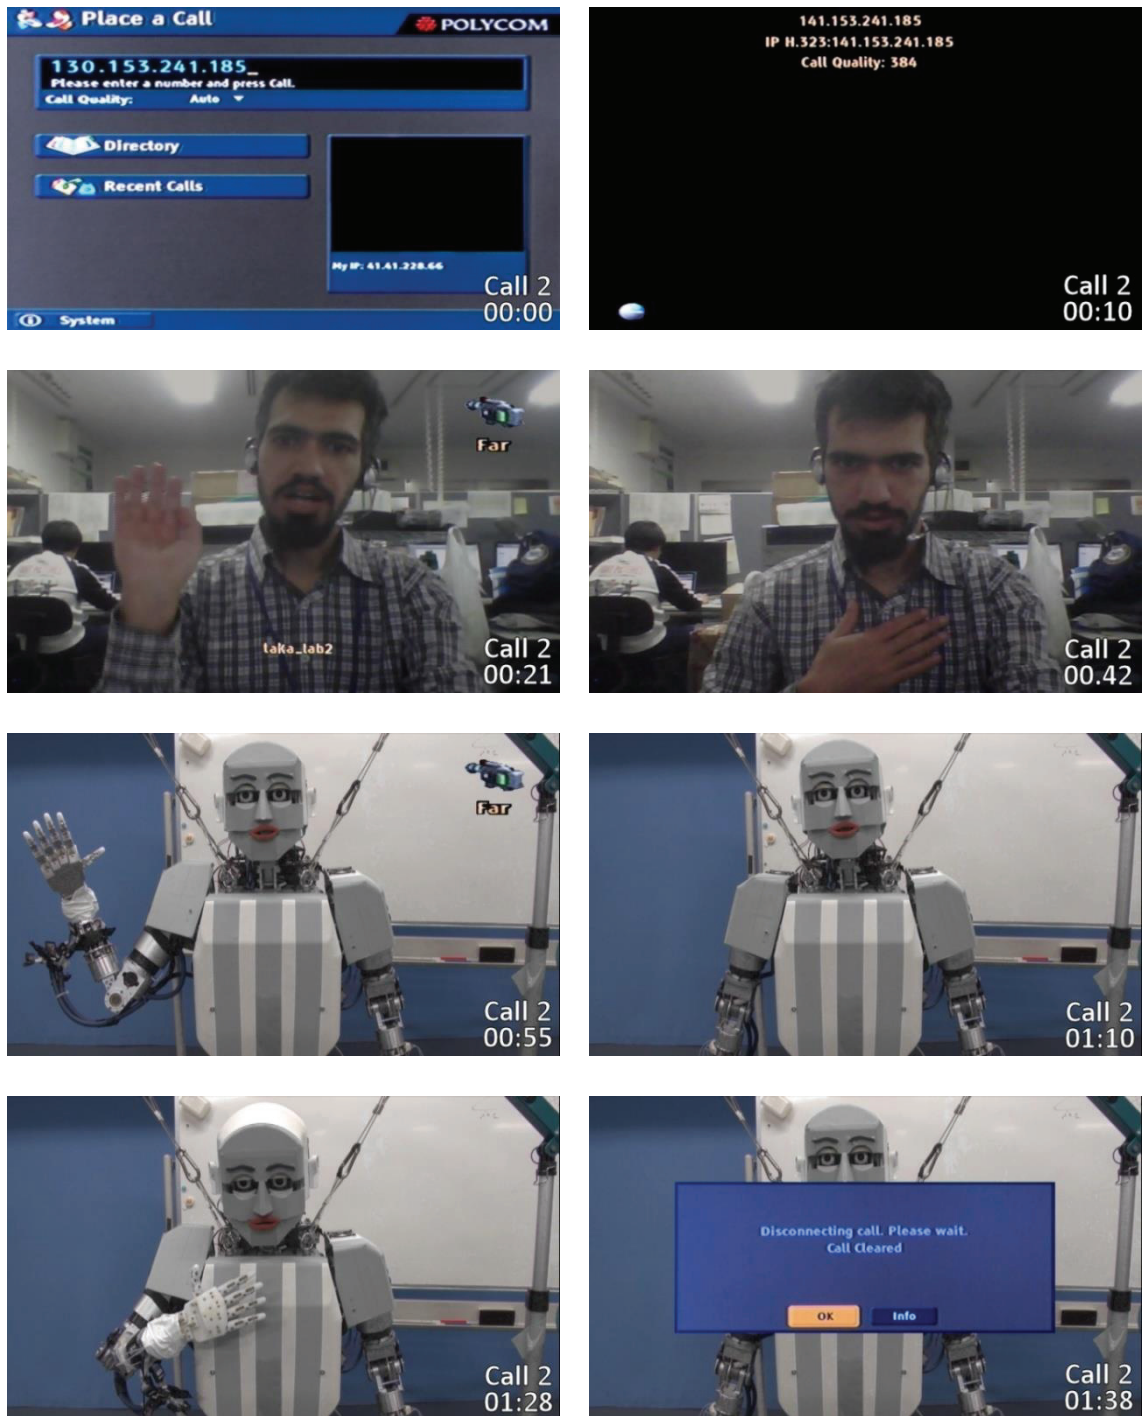 Place a Call
POLYCOM
130.153.241.185_
Please enter a number and press Call.
Call Quality: Auto
Directory
Recent Calls
My IP: 41.41.228.66
System
Call 2
00:00
141.153.241.185
IP H.323:141.153.241.185
Call Quality: 384
Call 2
00:10
Far
taka_lab2
Call 2
00:21
Call 2
00.42
Far
Call 2
00:55
Call 2
01:10
Call 2
01:28
Disconnecting call. Please wait.
Call Cleared
OK Info
Call 2
01:38